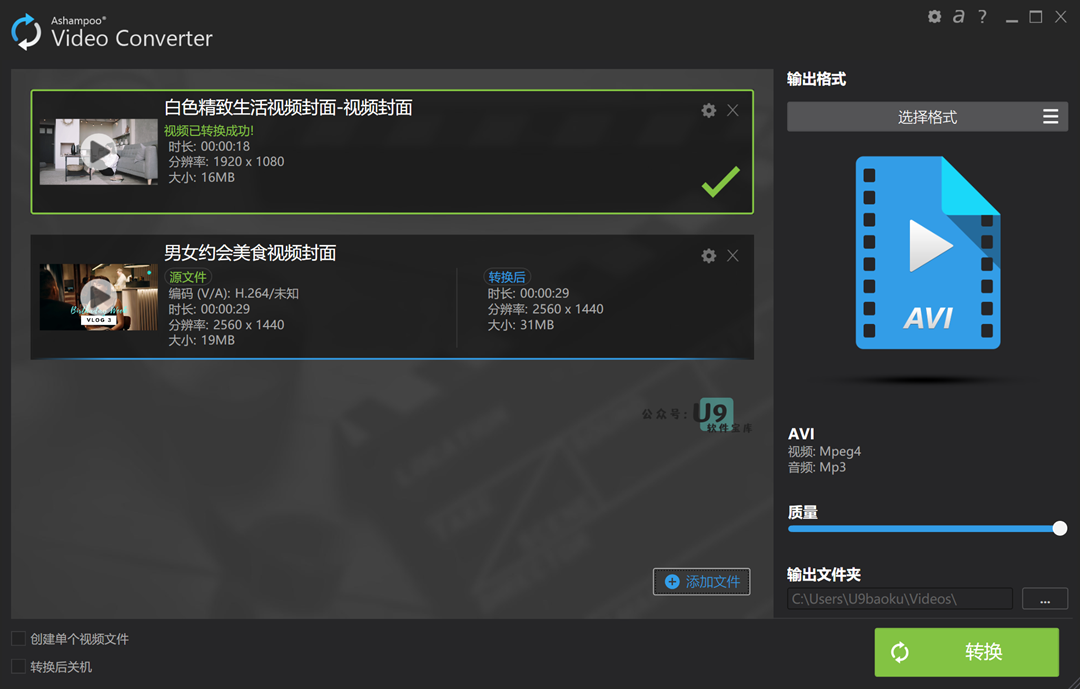 Ashampoo®
Video Converter
白色精致生活视频封面-视频封面
视频已转换成功!
时长: 00:00:18
分辨率: 1920 x 1080
大小: 16MB
男女约会美食视频封面
源文件
编码 (V/A): H.264/未知
时长: 00:00:29
分辨率: 2560 x 1440
大小: 19MB
转换后
时长: 00:00:29
分辨率: 2560 x 1440
大小: 31MB
VLOG 3
公众号: U9
软件宝库
添加文件
创建单个视频文件
转换后关机
a ?
输出格式
选择格式
AVI
AVI
视频: Mpeg4
音频: Mp3
质量
输出文件夹
C:\Users\U9baoku\Videos\
...
转换